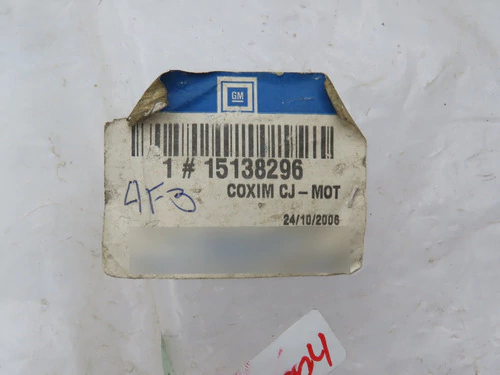 GM
1 # 15138296
COXIM CJ-MOT
4F3
24/10/2006